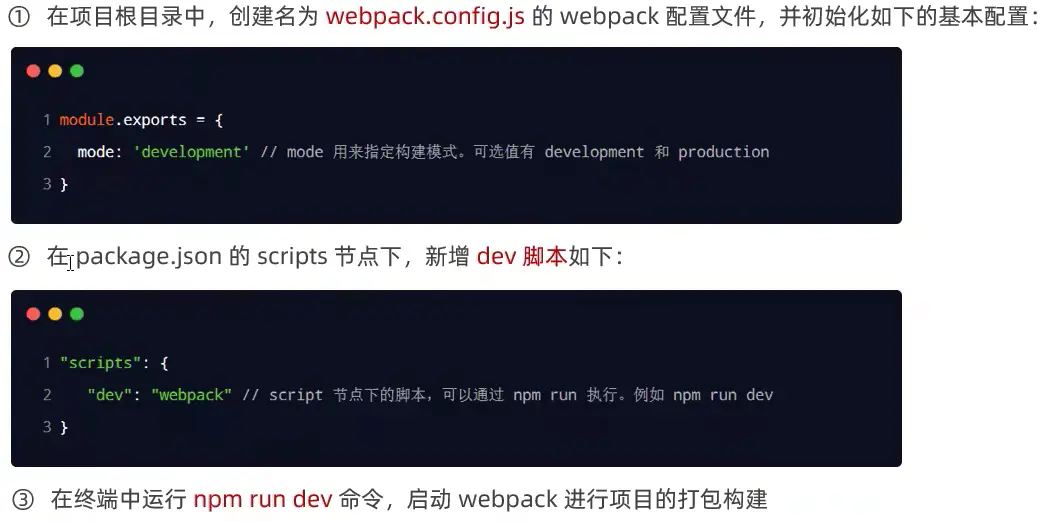 ① 在项目根目录中，创建名为 webpack.config.js 的 webpack 配置文件，并初始化如下的基本配置：
1 module.exports = {
2   mode: 'development' // mode 用来指定构建模式。可选值有 development 和 production
3 }
② 在 package.json 的 scripts 节点下，新增 dev 脚本如下：
1 "scripts": {
2    "dev": "webpack" // script 节点下的脚本，可以通过 npm run 执行。例如 npm run dev
3 }
③ 在终端中运行 npm run dev 命令，启动 webpack 进行项目的打包构建